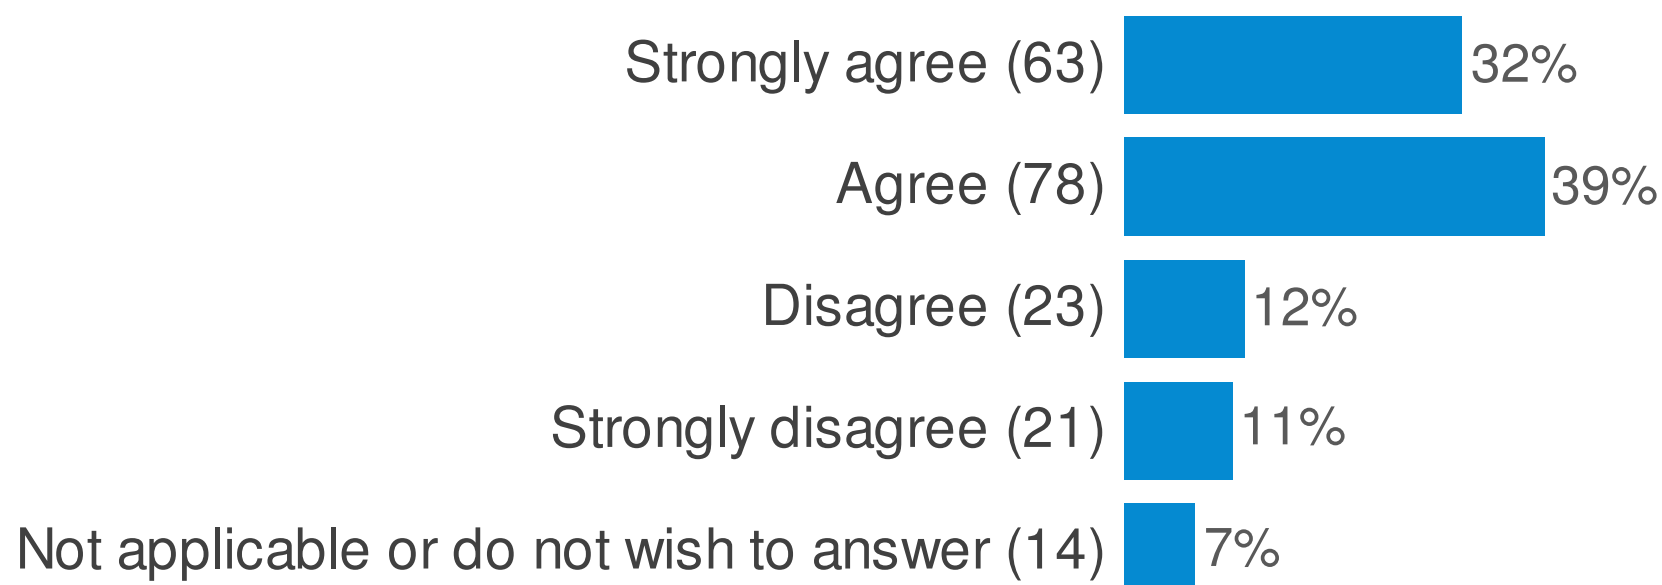 Strongly agree (63) 32%
Agree (78) 39%
Disagree (23) 12%
Strongly disagree (21) 11%
Not applicable or do not wish to answer (14) 7%